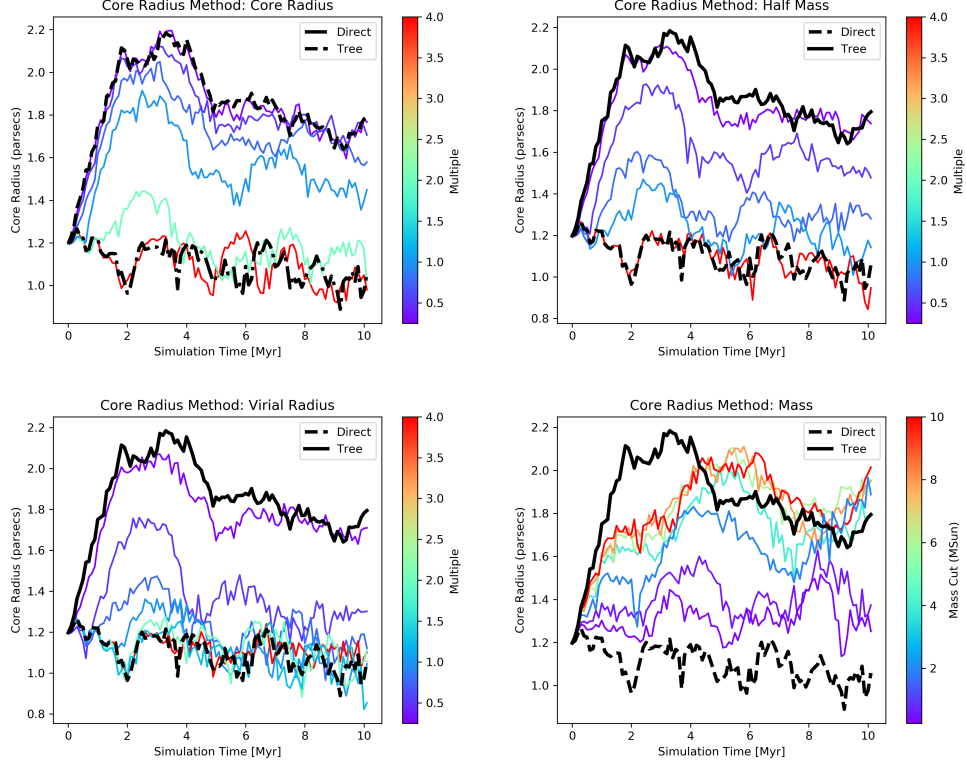 Core Radius Method: Core Radius
Core Radius (parsecs)
2.2
2.0
1.8
1.6
1.4
1.2
1.0
0 2 4 6 8 10
Simulation Time [Myr]
Direct
Tree
4.0
3.5
3.0
2.5
2.0
1.5
1.0
0.5
Multiple
Core Radius Method: Half Mass
Core Radius (parsecs)
2.2
2.0
1.8
1.6
1.4
1.2
1.0
0.8
0 2 4 6 8 10
Simulation Time [Myr]
Direct
Tree
4.0
3.5
3.0
2.5
2.0
1.5
1.0
0.5
Multiple
Core Radius Method: Virial Radius
Core Radius (parsecs)
2.2
2.0
1.8
1.6
1.4
1.2
1.0
0.8
0 2 4 6 8 10
Simulation Time [Myr]
Direct
Tree
4.0
3.5
3.0
2.5
2.0
1.5
1.0
0.5
Multiple
Core Radius Method: Mass
Core Radius (parsecs)
2.2
2.0
1.8
1.6
1.4
1.2
1.0
0 2 4 6 8 10
Simulation Time [Myr]
Direct
Tree
10
8
6
4
2
Mass Cut (MSun)